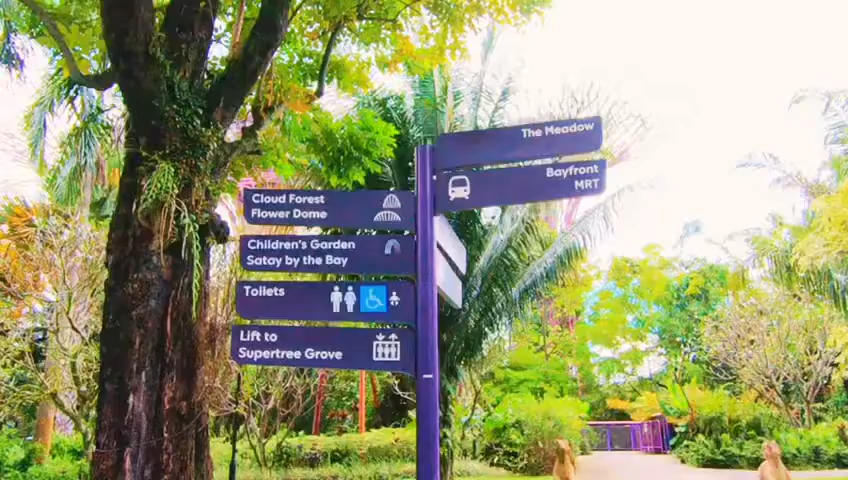 The Meadow
Bayfront
MRT
Cloud Forest
Flower Dome
Children's Garden
Satay by the Bay
Toilets
Lift to
Supertree Grove